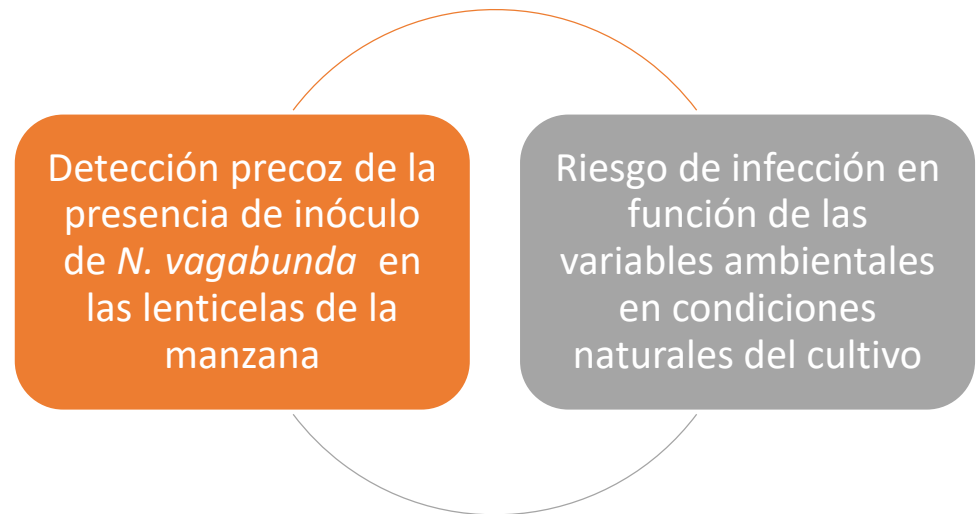 Detección precoz de la
presencia de inóculo
de N. vagabunda en
las lenticelas de la
manzana
Riesgo de infección en
función de las
variables ambientales
en condiciones
naturales del cultivo